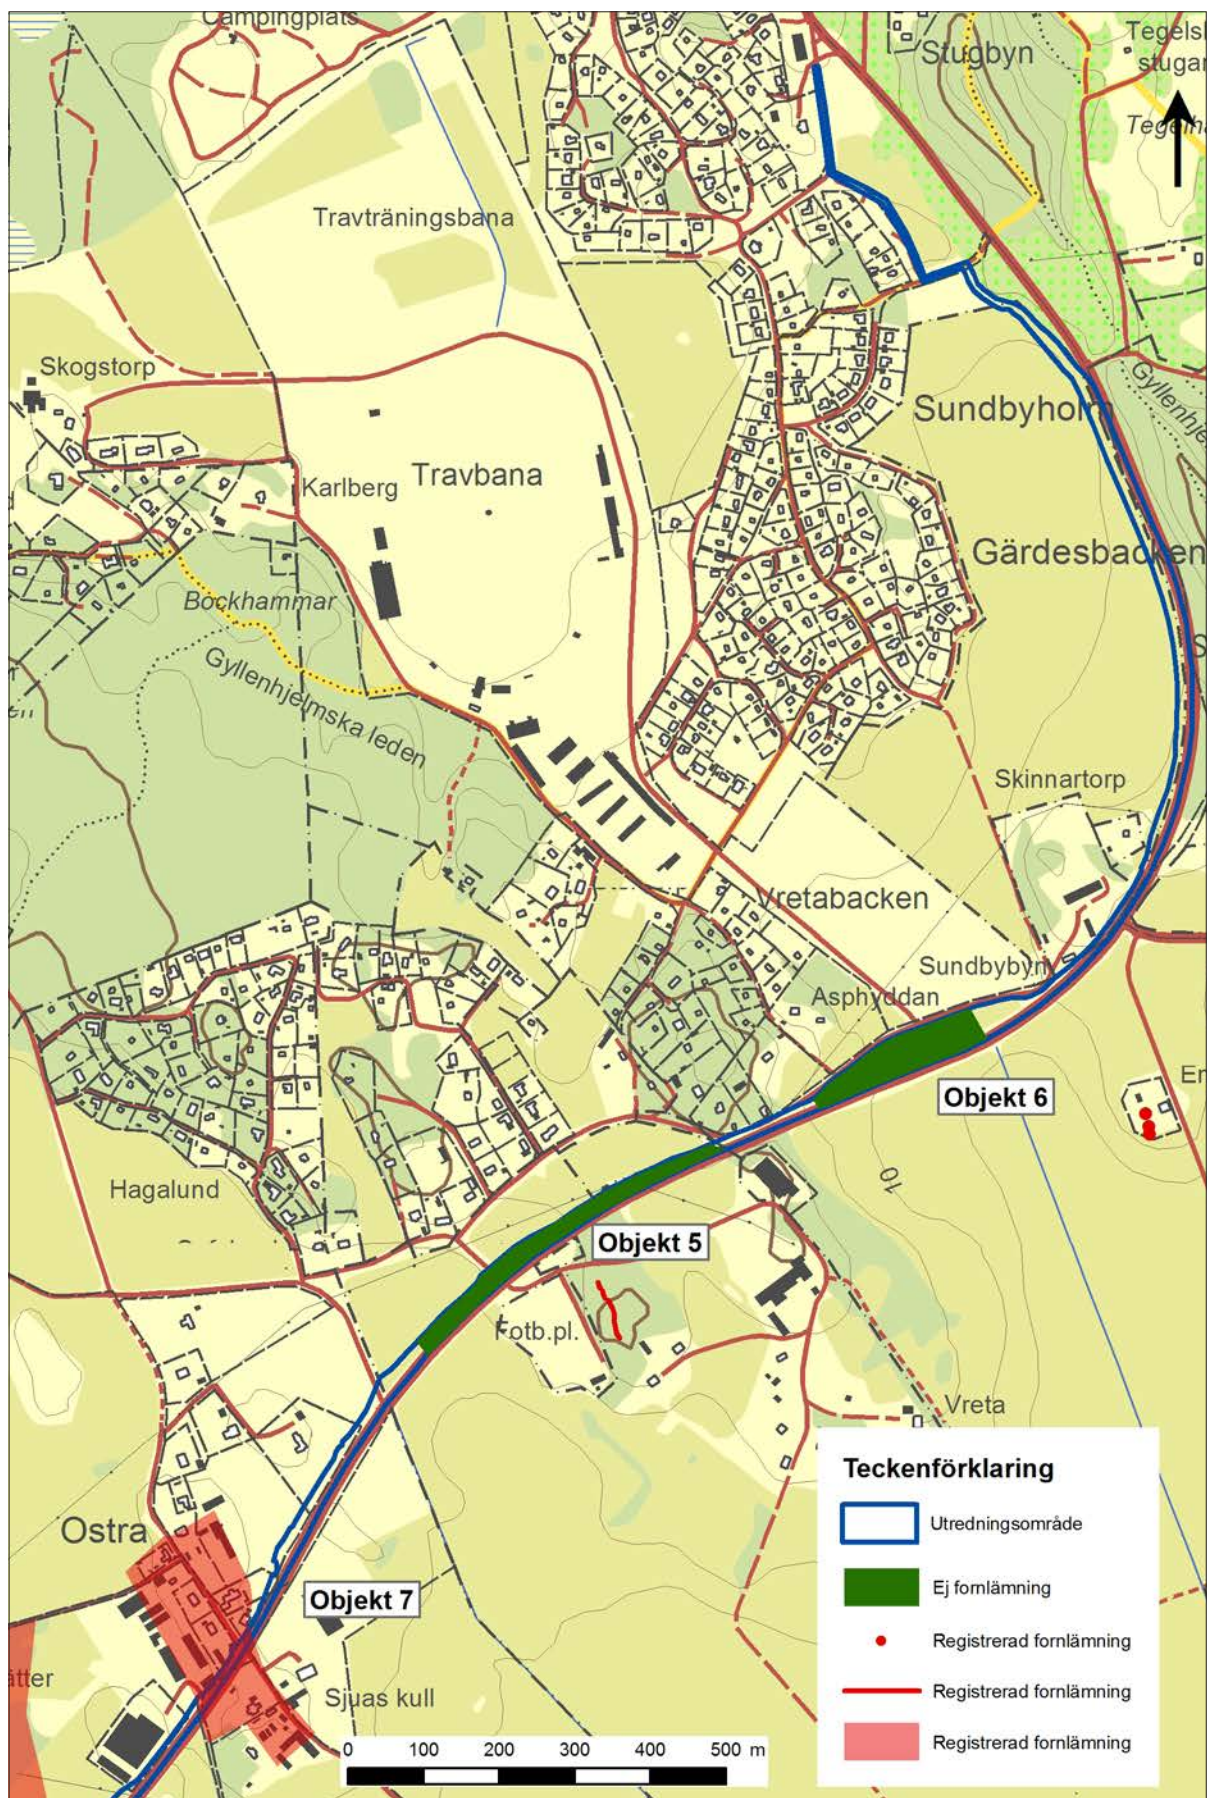 Campingplats
Stugbyn
Travträningsbana
Skogstorp
Sundbyholm
Travbana
Karlberg
Gärdesbacken
Bockhammar
Gyllenhjelmska leden
Skinnartorp
Vretabacken
Sundbybyn
Asphyddan
Objekt 6
10
Hagalund
Objekt 5
Fotb.pl.
Vreta
Teckenförklaring
Utredningsområde
Ej fornlämning
Registrerad fornlämning
Registrerad fornlämning
Registrerad fornlämning
Ostra
Objekt 7
Sjuas kull
0 100 200 300 400 500 m